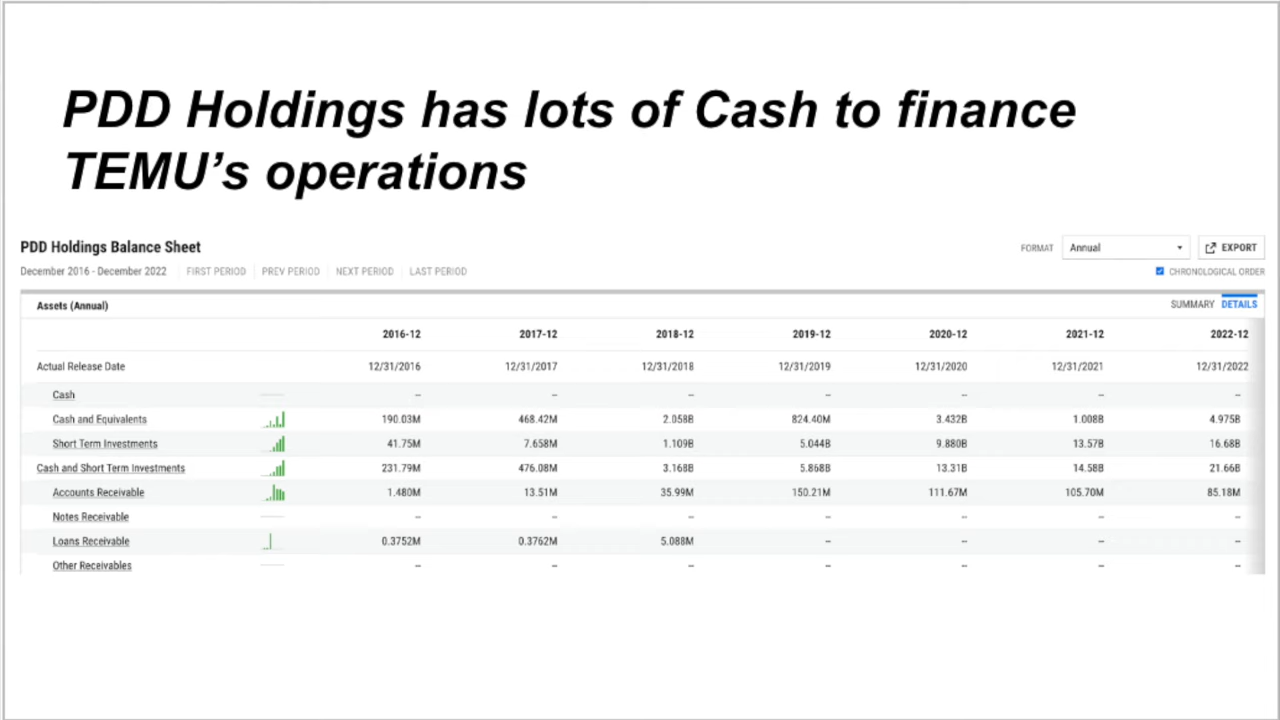 PDD Holdings has lots of Cash to finance
TEMU's operations
PDD Holdings Balance Sheet
FORMAT Annual EXPORT
December 2016 - December 2022 FIRST PERIOD PREV PERIOD NEXT PERIOD LAST PERIOD CHRONOLOGICAL ORDER
Assets (Annual) SUMMARY DETAILS
2016-12 2017-12 2018-12 2019-12 2020-12 2021-12 2022-12
Actual Release Date 12/31/2016 12/31/2017 12/31/2018 12/31/2019 12/31/2020 12/31/2021 12/31/2022
Cash -- -- -- -- -- -- --
Cash and Equivalents 190.03M 468.42M 2.058B 824.40M 3.432B 1.008B 4.975B
Short Term Investments 41.75M 7.658M 1.109B 5.044B 9.880B 13.57B 16.68B
Cash and Short Term Investments 231.79M 476.08M 3.168B 5.868B 13.31B 14.58B 21.66B
Accounts Receivable 1.480M 13.51M 35.99M 150.21M 111.67M 105.70M 85.18M
Notes Receivable -- -- -- -- -- -- --
Loans Receivable 0.3752M 0.3762M 5.088M -- -- -- --
Other Receivables -- -- -- -- -- -- --